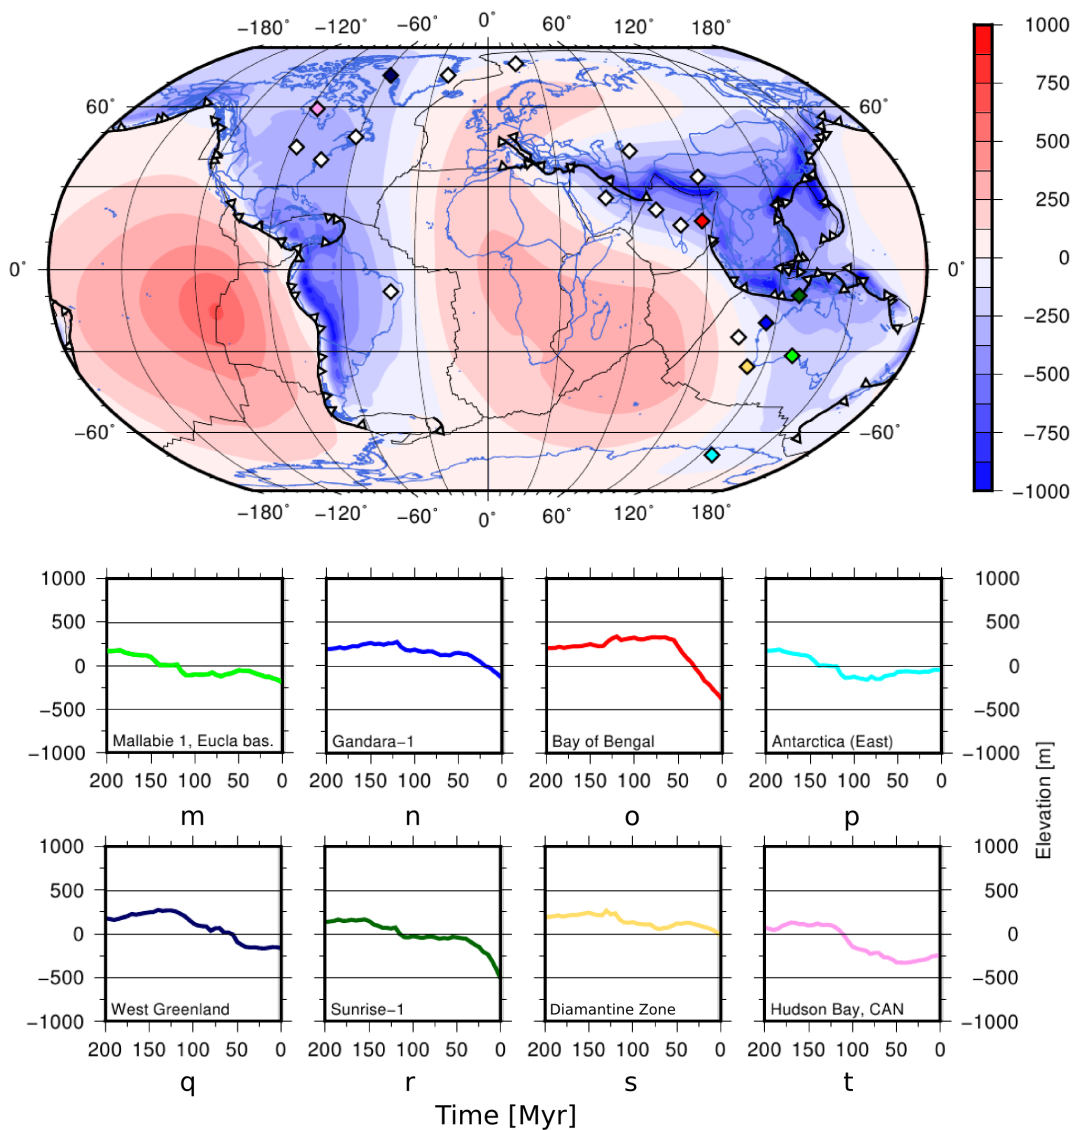 −180˚ −120˚ −60˚ 0˚ 60˚ 120˚ 180˚
60˚ 60˚
0˚ 0˚
−60˚ −60˚
−180˚ −120˚ −60˚ 0˚ 60˚ 120˚ 180˚
1000
750
500
250
0
−250
−500
−750
−1000
1000 1000
500 500
0 0
−500 −500
−1000 −1000
Mallabie 1, Eucla bas. Gandara−1 Bay of Bengal Antarctica (East)
200 150 100 50 0 200 150 100 50 0 200 150 100 50 0 200 150 100 50 0
m n o p
Elevation [m]
1000 1000
500 500
0 0
−500 −500
−1000 −1000
West Greenland Sunrise−1 Diamantine Zone Hudson Bay, CAN
200 150 100 50 0 200 150 100 50 0 200 150 100 50 0 200 150 100 50 0
q r s t
Time [Myr]